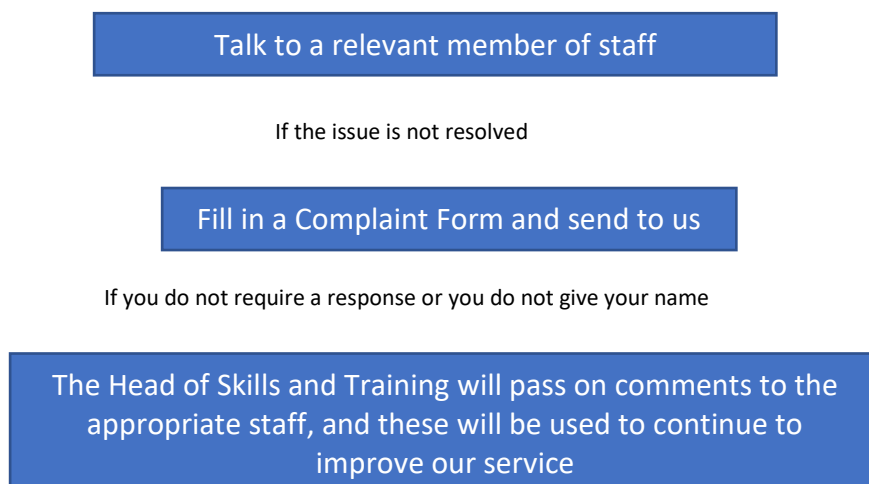 Talk to a relevant member of staff
If the issue is not resolved
Fill in a Complaint Form and send to us
If you do not require a response or you do not give your name
The Head of Skills and Training will pass on comments to the
appropriate staff, and these will be used to continue to
improve our service